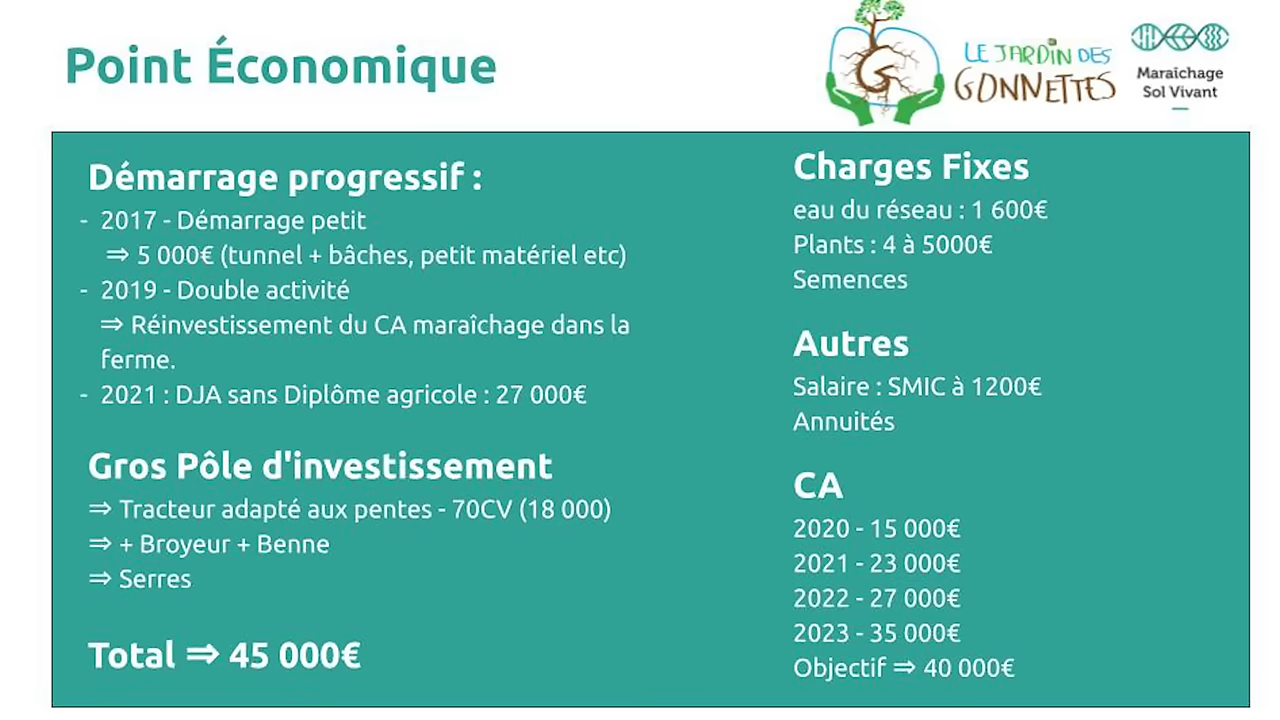 Point Économique
LE JARDIN DES
GONNETTES
Maraîchage
Sol Vivant
Démarrage progressif :
- 2017 - Démarrage petit
⇒ 5 000€ (tunnel + bâches, petit matériel etc)
- 2019 - Double activité
⇒ Réinvestissement du CA maraîchage dans la
ferme.
- 2021 : DJA sans Diplôme agricole : 27 000€
Gros Pôle d'investissement
⇒ Tracteur adapté aux pentes - 70CV (18 000)
⇒ + Broyeur + Benne
⇒ Serres
Total ⇒ 45 000€
Charges Fixes
eau du réseau : 1 600€
Plants : 4 à 5000€
Semences
Autres
Salaire : SMIC à 1200€
Annuités
CA
2020 - 15 000€
2021 - 23 000€
2022 - 27 000€
2023 - 35 000€
Objectif ⇒ 40 000€